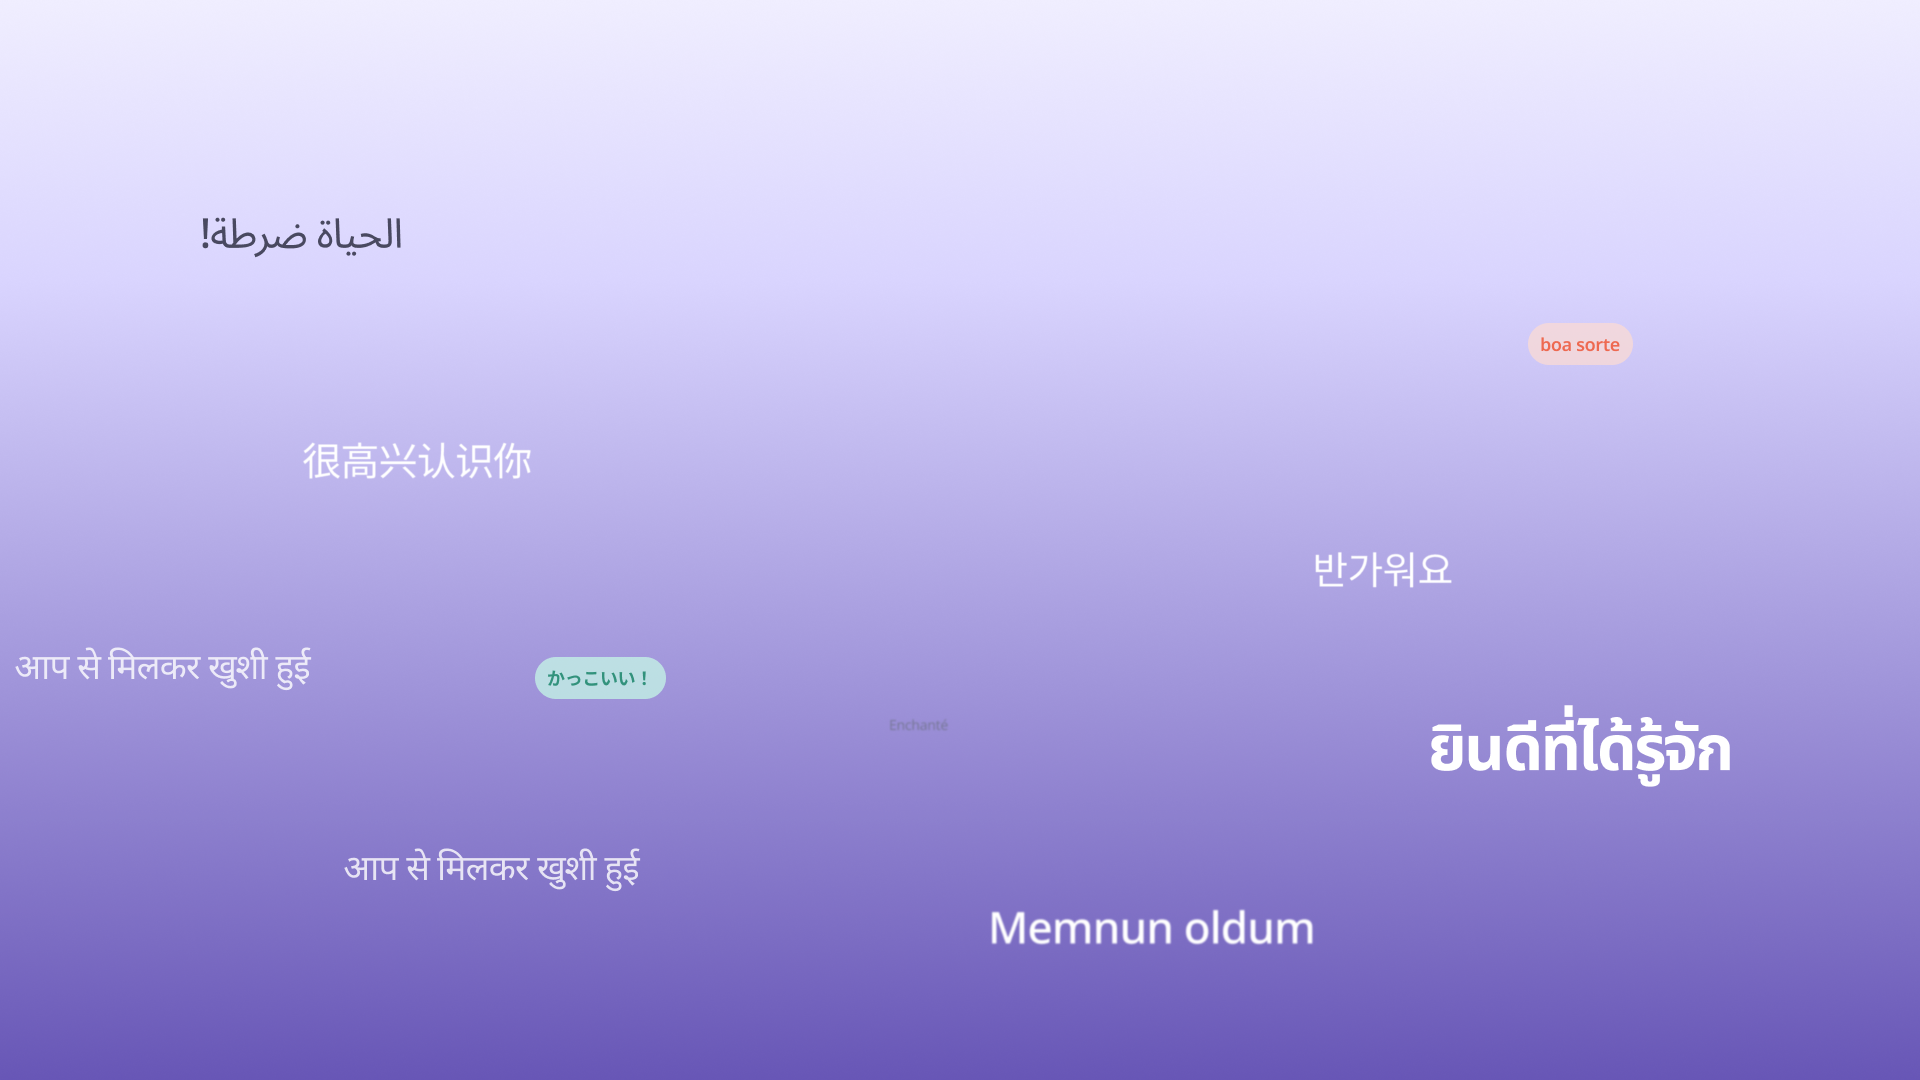 الحياة ضرطة!
boa sorte
很高兴认识你
반가워요
आप से मिलकर खुशी हुई
かっこいい！
Enchanté
ยินดีที่ได้รู้จัก
आप से मिलकर खुशी हुई
Memnun oldum